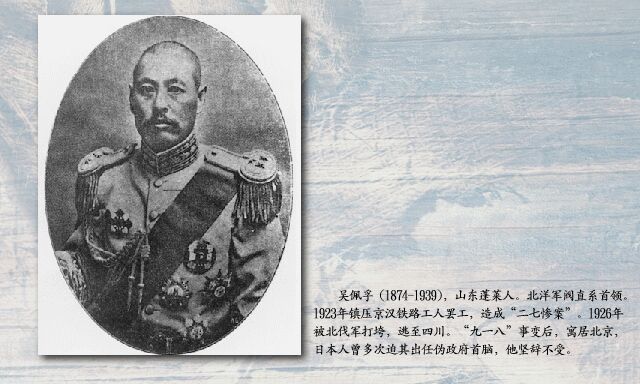 吴佩孚（1874-1939），山东蓬莱人。北洋军阀直系首领。
1923年镇压京汉铁路工人罢工，造成“二七惨案”。1926年
被北伐军打垮，逃至四川。“九一八”事变后，寓居北京，
日本人曾多次迫其出任伪政府首脑，他坚辞不受。